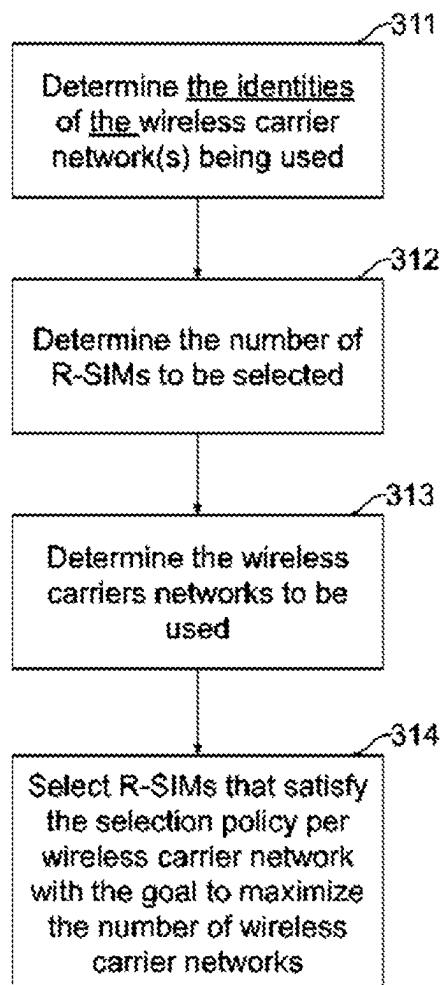 311
Determine the identities
of the wireless carrier
network(s) being used
312
Determine the number of
R-SIMs to be selected
313
Determine the wireless
carriers networks to be
used
314
Select R-SIMs that satisfy
the selection policy per
wireless carrier network
with the goal to maximize
the number of wireless
carrier networks